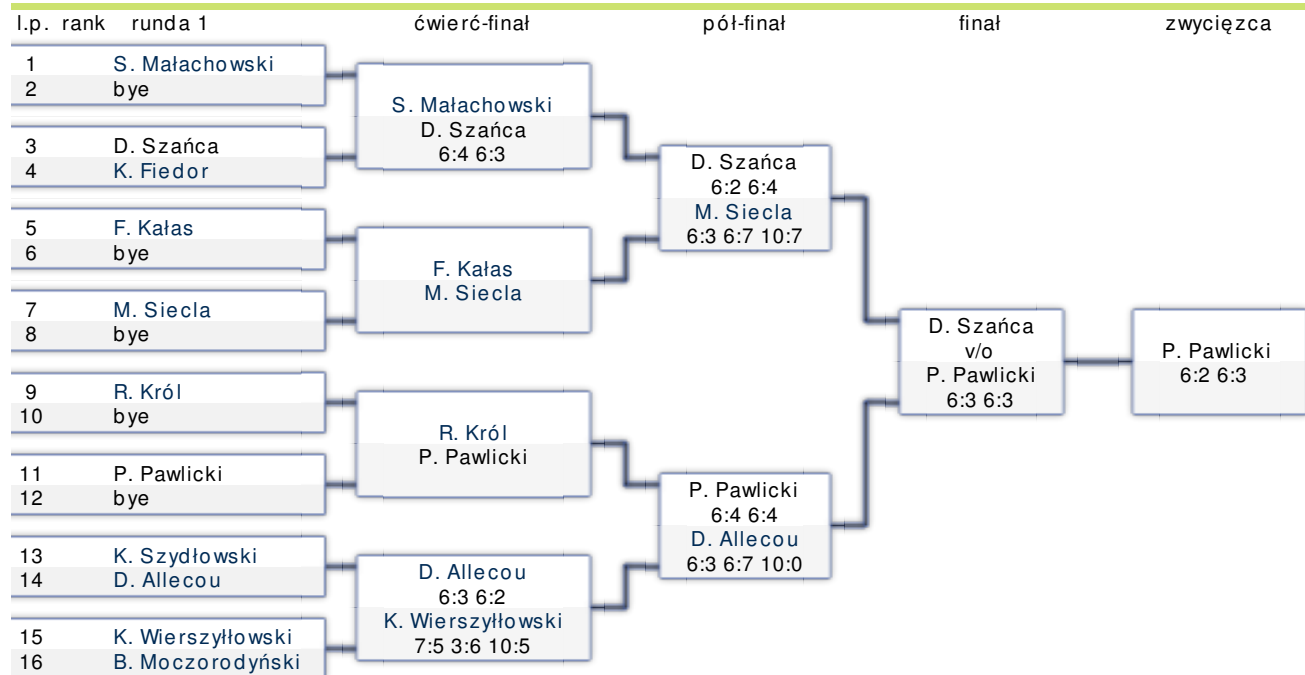 l.p. rank runda 1 ćwierć-finał pół-finał finał zwycięzca
1 S. Małachowski
2 bye
3 D. Szańca
4 K. Fiedor
5 F. Kałas
6 bye
7 M. Siecla
8 bye
9 R. Król
10 bye
11 P. Pawlicki
12 bye
13 K. Szydłowski
14 D. Allecou
15 K. Wierszyłłowski
16 B. Moczorodyński
S. Małachowski
D. Szańca
6:4 6:3
F. Kałas
M. Siecla
R. Król
P. Pawlicki
D. Allecou
6:3 6:2
K. Wierszyłłowski
7:5 3:6 10:5
D. Szańca
6:2 6:4
M. Siecla
6:3 6:7 10:7
P. Pawlicki
6:4 6:4
D. Allecou
6:3 6:7 10:0
D. Szańca
v/o
P. Pawlicki
6:3 6:3
P. Pawlicki
6:2 6:3